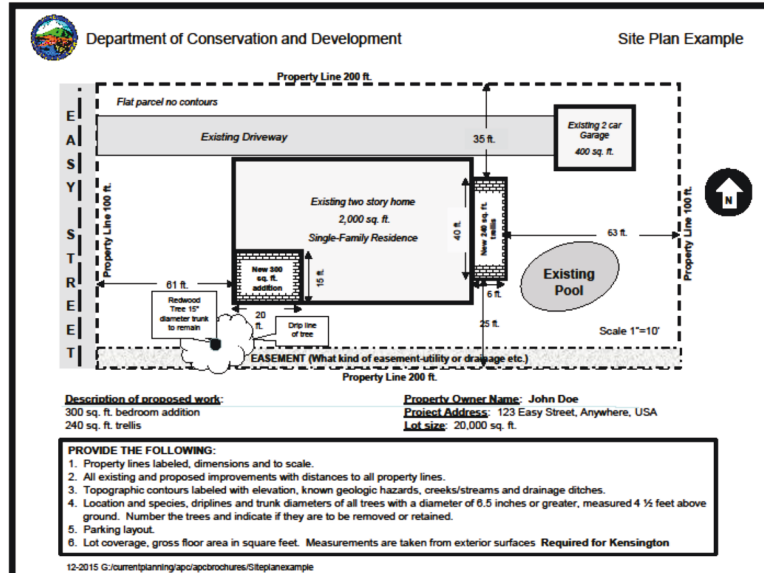 Department of Conservation and Development
Site Plan Example
Property Line 200 ft.
Flat parcel no contours
EASY STREET
Existing Driveway
35 ft.
Existing 2 car
Garage
400 sq. ft.
Property Line 100 ft.
Existing two story home
2,000 sq. ft.
Single-Family Residence
40 ft.
New 240 sq. ft.
trellis
63 ft.
Property Line 100 ft.
N
New 300
sq. ft.
addition
15 ft.
61 ft.
6 ft.
Existing
Pool
Redwood
Tree 15"
diameter trunk
to remain
20
ft.
Drip line
of tree
25 ft.
Scale 1"=10'
EASEMENT (What kind of easement-utility or drainage etc.)
Property Line 200 ft.
Description of proposed work:
300 sq. ft. bedroom addition
240 sq. ft. trellis
Property Owner Name: John Doe
Project Address: 123 Easy Street, Anywhere, USA
Lot size: 20,000 sq. ft.
PROVIDE THE FOLLOWING:
1. Property lines labeled, dimensions and to scale.
2. All existing and proposed improvements with distances to all property lines.
3. Topographic contours labeled with elevation, known geologic hazards, creeks/streams and drainage ditches.
4. Location and species, driplines and trunk diameters of all trees with a diameter of 6.5 inches or greater, measured 4 ½ feet above
ground. Number the trees and indicate if they are to be removed or retained.
5. Parking layout.
6. Lot coverage, gross floor area in square feet. Measurements are taken from exterior surfaces Required for Kensington
12-2015 G:/currentplanning/apc/apcbrochures/Siteplanexample